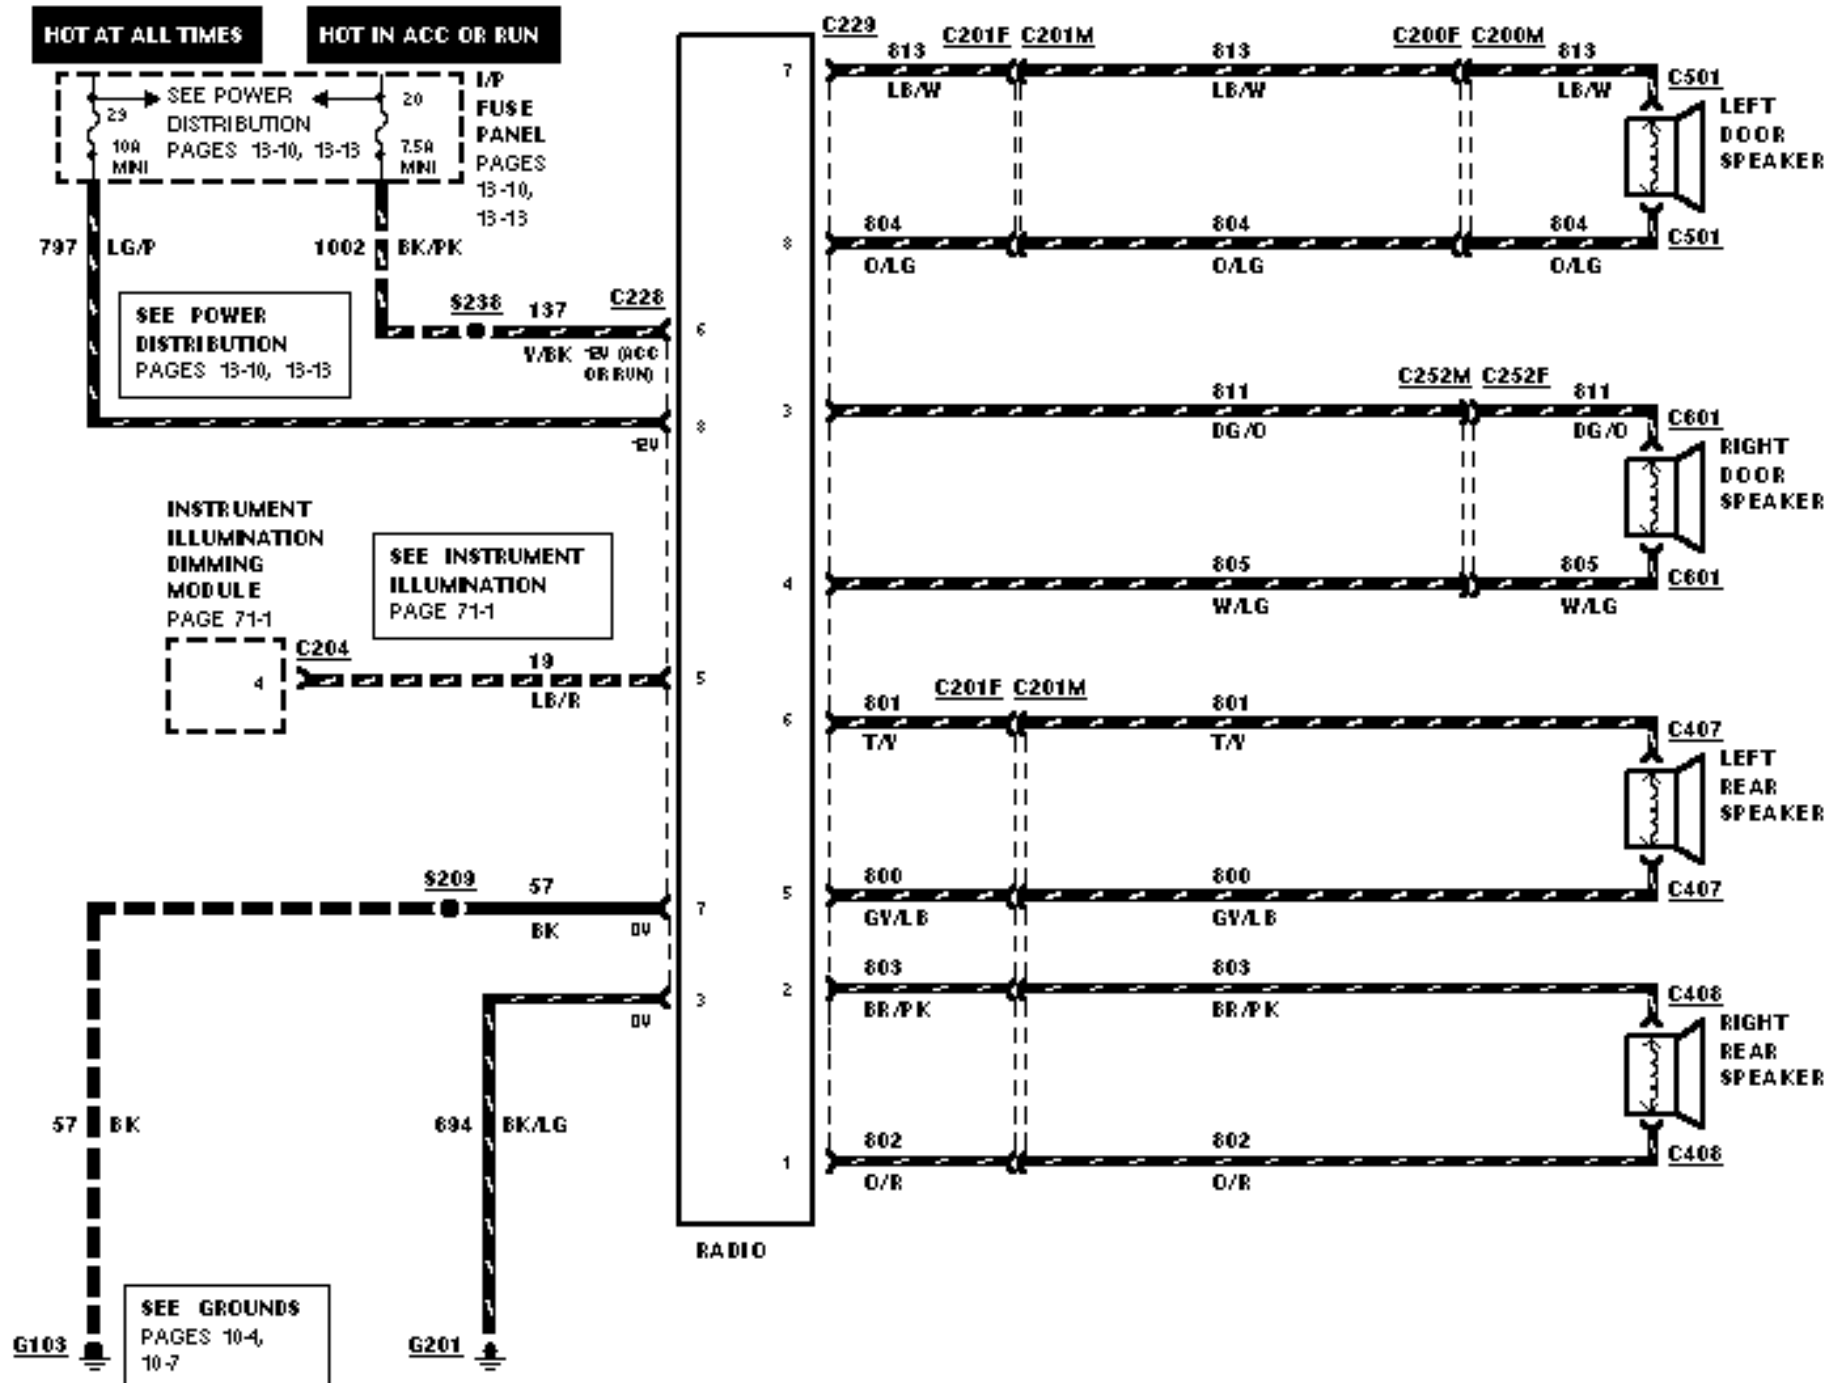 HOT AT ALL TIMES
HOT IN ACC OR RUN
29
10A
MINI
SEE POWER
DISTRIBUTION
PAGES 13-10, 13-13
20
7.5A
MINI
I/P
FUSE
PANEL
PAGES
13-10,
13-13
797 LG/P
1002 BK/PK
SEE POWER
DISTRIBUTION
PAGES 13-10, 13-13
S238
137
Y/BK
C228
12V (ACC
OR RUN)
6
12V
8
INSTRUMENT
ILLUMINATION
DIMMING
MODULE
PAGE 71-1
4
C204
SEE INSTRUMENT
ILLUMINATION
PAGE 71-1
19
LB/R
5
S209
57
BK
0V
7
0V
3
57 BK
694 BK/LG
G103
SEE GROUNDS
PAGES 10-4,
10-7
G201
RADIO
C229
7
813
LB/W
C201F C201M
813
LB/W
C200F C200M
813
LB/W
C501
LEFT
DOOR
SPEAKER
8
804
O/LG
804
O/LG
804
O/LG
C501
3
811
DG/O
C252M C252F
811
DG/O
C601
RIGHT
DOOR
SPEAKER
4
805
W/LG
805
W/LG
C601
6
801
T/Y
C201F C201M
801
T/Y
C407
LEFT
REAR
SPEAKER
5
800
GY/LB
800
GY/LB
C407
2
803
BR/PK
803
BR/PK
C408
RIGHT
REAR
SPEAKER
1
802
O/R
802
O/R
C408